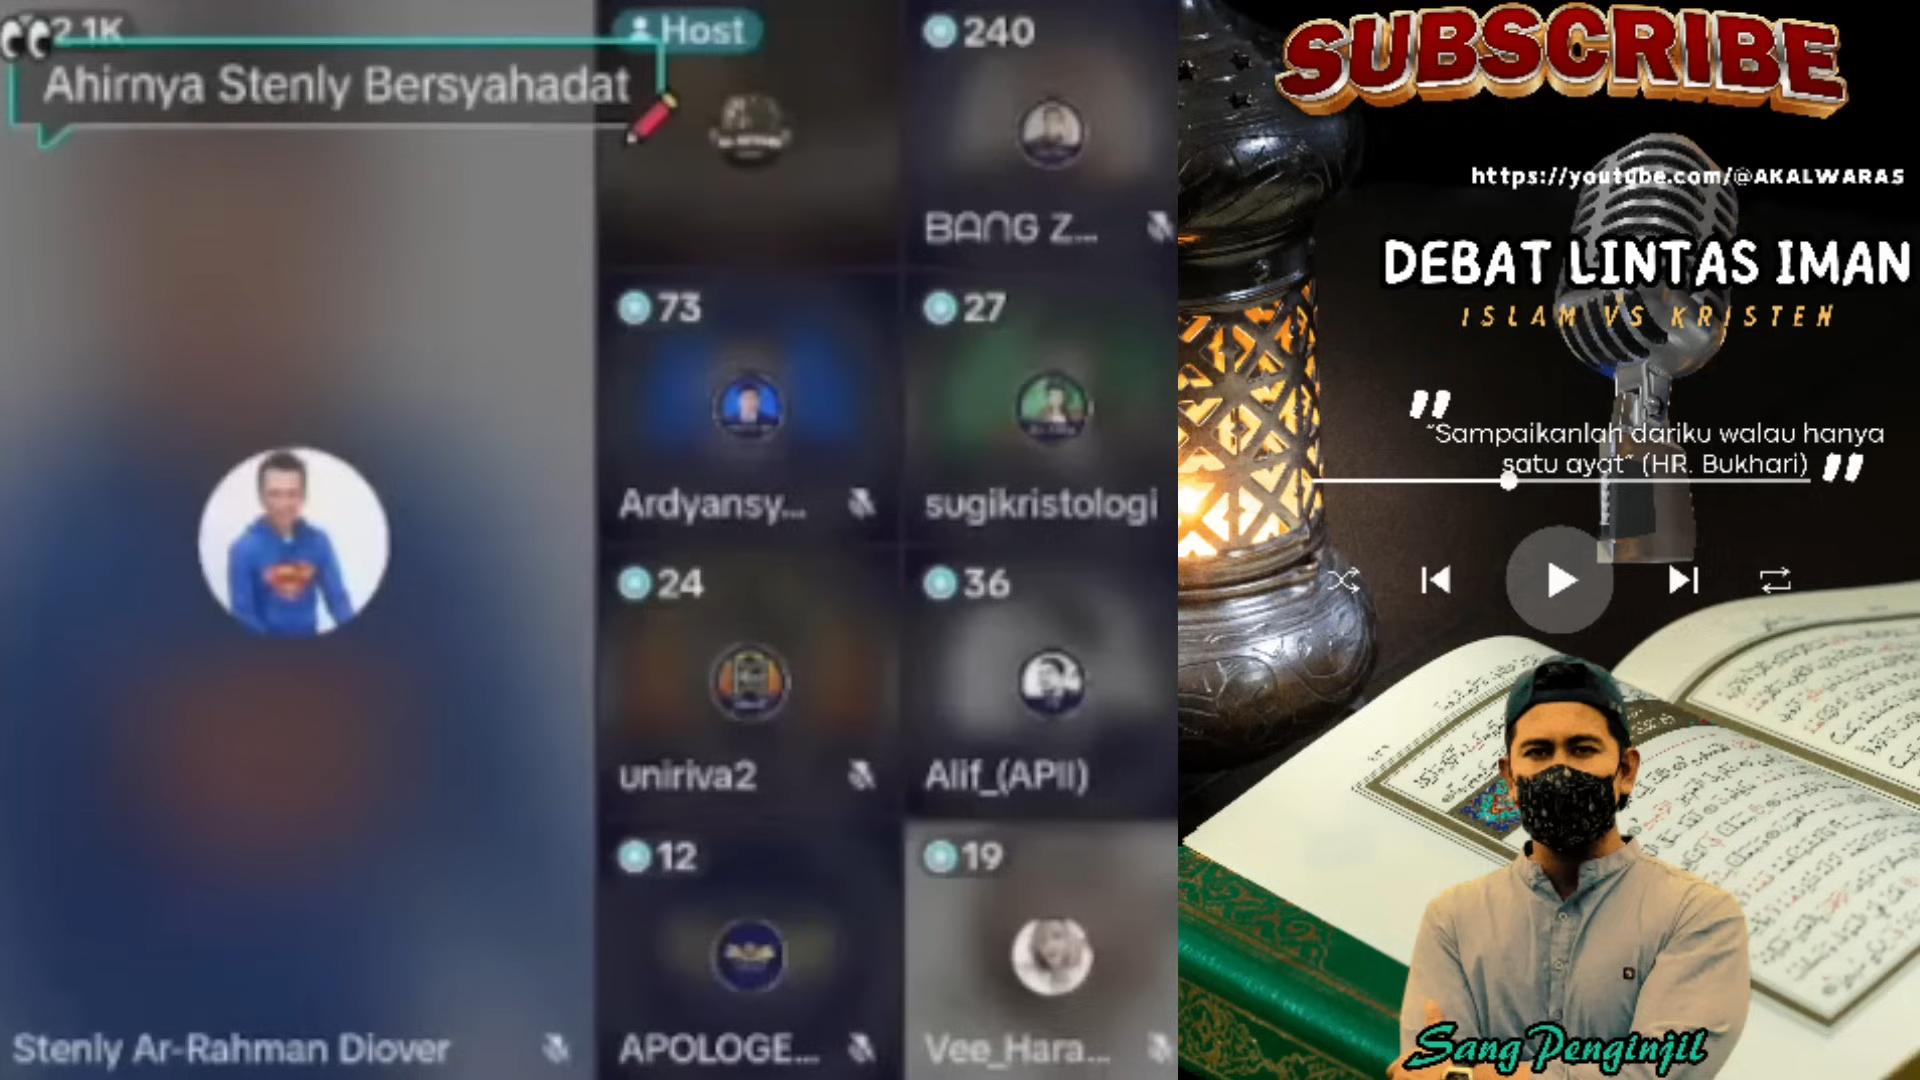 2.1K
Ahirnya Stenly Bersyahadat
Stenly Ar-Rahman Diover
Host
240
BANG Z...
73
Ardyansy...
27
sugikristologi
24
uniriva2
36
Alif_(APII)
12
APOLOGE...
19
Vee_Hara...
SUBSCRIBE
https://youtube.com/@AKALWARAS
DEBAT LINTAS IMAN
ISLAM VS KRISTEN
"Sampaikanlah dariku walau hanya
satu ayat" (HR. Bukhari)
Sang Penginjil